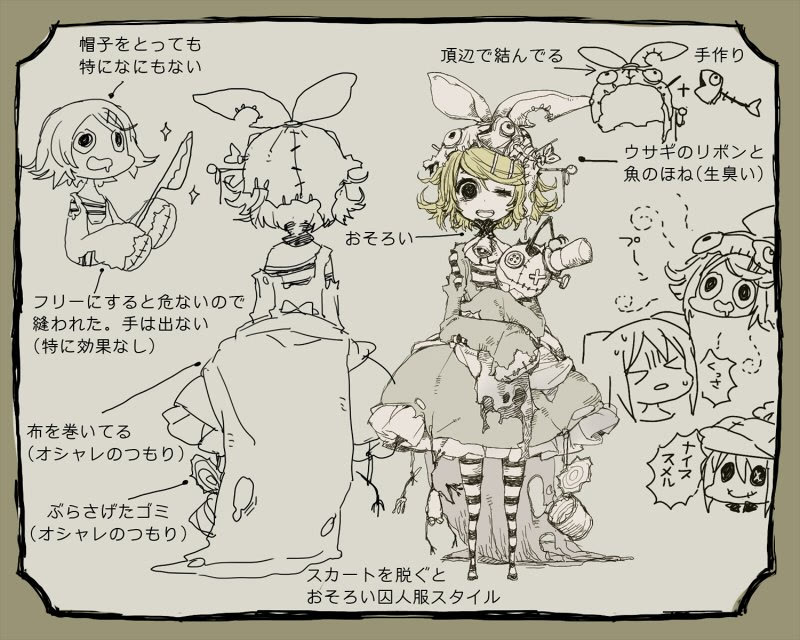 帽子をとっても
特になにもない
頂辺で結んでる
手作り
+
ウサギのリボンと
魚のほね(生臭い)
おそろい
プーン
フリーにすると危ないので
縫われた。手は出ない
(特に効果なし)
くっさ
布を巻いてる
(オシャレのつもり)
ナイス
スメル
ぶらさげたゴミ
(オシャレのつもり)
スカートを脱ぐと
おそろい囚人服スタイル